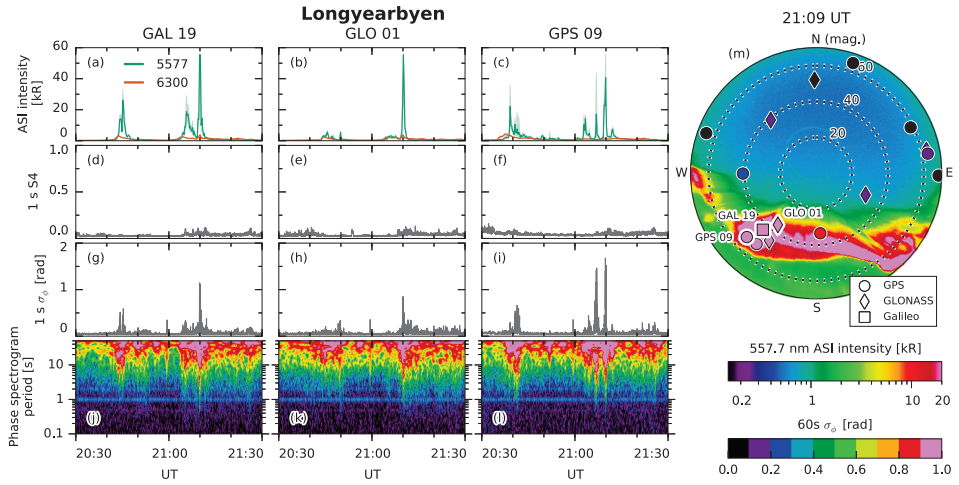 Longyearbyen
GAL 19
GLO 01
GPS 09
21:09 UT
N (mag.)
ASI intensity
[kR]
60
40
20
0
(a)
5577
6300
(b)
(c)
(m)
60
40
20
W
E
S
GAL 19
GLO 01
GPS 09
GPS
GLONASS
Galileo
1 s S4
1.0
0.5
0.0
(d)
(e)
(f)
1 s σϕ [rad]
2
1
0
(g)
(h)
(i)
Phase spectrogram
period [s]
10
1
0.1
(j)
(k)
(l)
20:30 21:00 21:30
20:30 21:00 21:30
20:30 21:00 21:30
UT
UT
UT
557.7 nm ASI intensity [kR]
0.2 1 10 20
60s σϕ [rad]
0.0 0.2 0.4 0.6 0.8 1.0